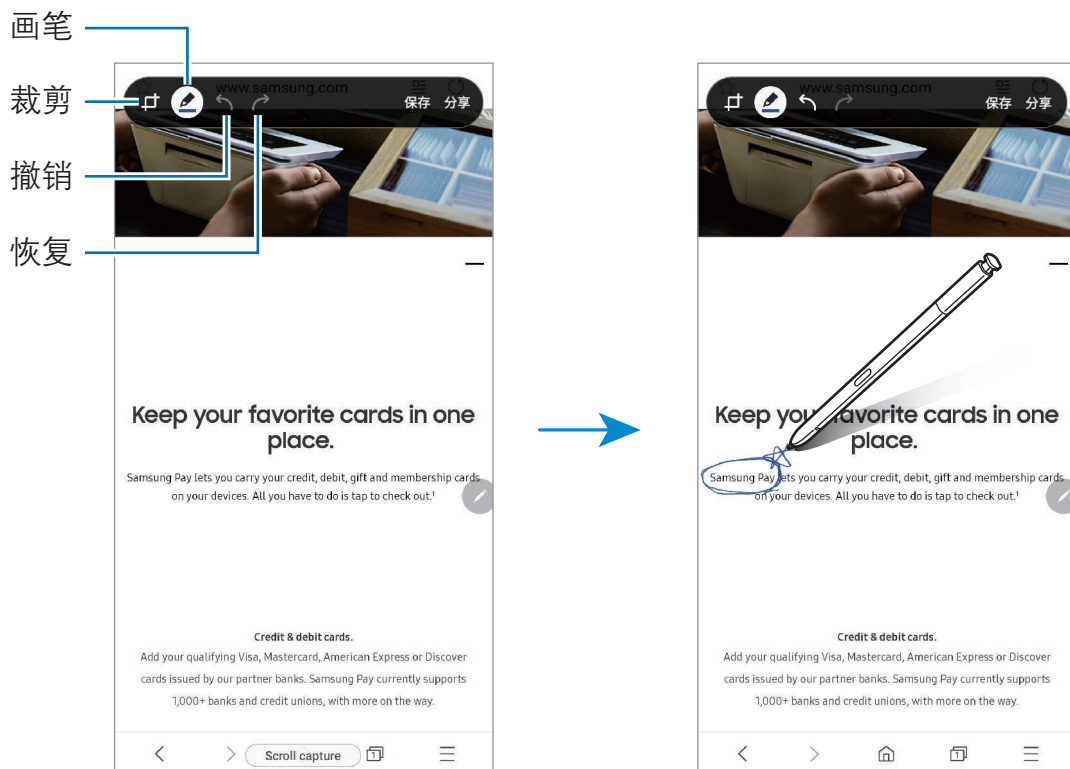 画笔
裁剪
撤销
恢复
www.samsung.com
保存 分享
Keep your favorite cards in one
place.
Samsung Pay lets you carry your credit, debit, gift and membership cards
on your devices. All you have to do is tap to check out.¹
Credit & debit cards.
Add your qualifying Visa, Mastercard, American Express or Discover
cards issued by our partner banks. Samsung Pay currently supports
1,000+ banks and credit unions, with more on the way.
Scroll capture
1
www.samsung.com
保存 分享
Keep you avorite cards in one
place.
Samsung Pay lets you carry your credit, debit, gift and membership cards
on your devices. All you have to do is tap to check out.¹
Credit & debit cards.
Add your qualifying Visa, Mastercard, American Express or Discover
cards issued by our partner banks. Samsung Pay currently supports
1,000+ banks and credit unions, with more on the way.
1